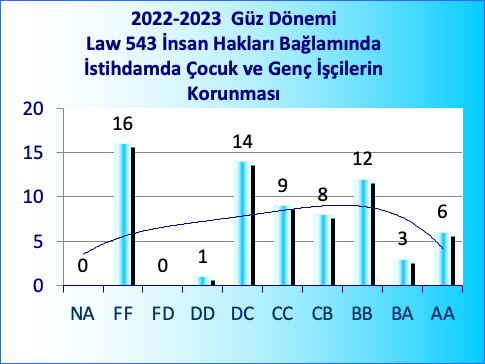 2022-2023  Güz Dönemi
Law 543 İnsan Hakları Bağlamında
İstihdamda Çocuk ve Genç İşçilerin
Korunması
20
15
10
5
0
0 16 0 1 14 9 8 12 3 6
NA FF FD DD DC CC CB BB BA AA